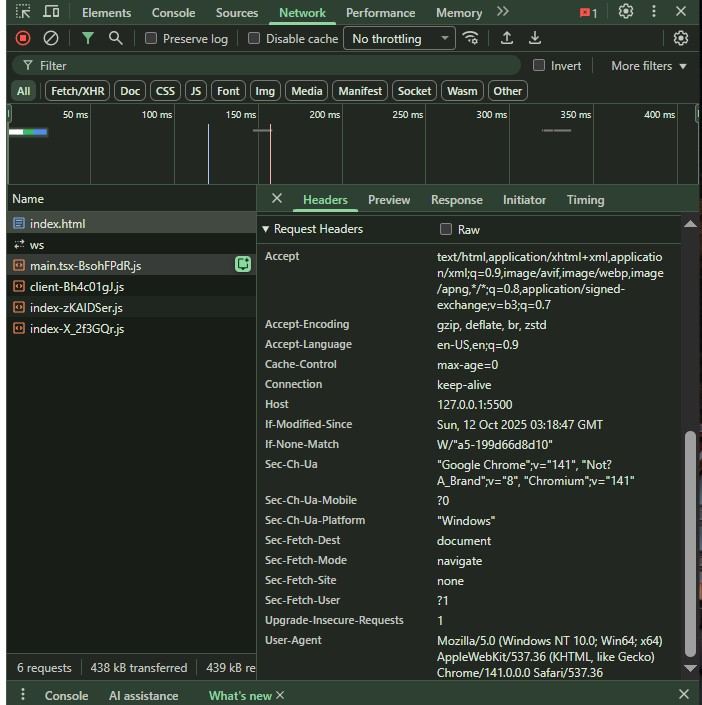 Elements Console Sources Network Performance Memory 1
Preserve log Disable cache No throttling
Filter Invert More filters
All Fetch/XHR Doc CSS JS Font Img Media Manifest Socket Wasm Other
50 ms 100 ms 150 ms 200 ms 250 ms 300 ms 350 ms 400 ms
Name
index.html
ws
main.tsx-BsohFPdR.js
client-Bh4c01gJ.js
index-zKAIDSer.js
index-X_2f3GQr.js
6 requests 438 kB transferred 439 kB re
Headers Preview Response Initiator Timing
Request Headers Raw
Accept text/html,application/xhtml+xml,applicatio
n/xml;q=0.9,image/avif,image/webp,image
/apng,*/*;q=0.8,application/signed-
exchange;v=b3;q=0.7
Accept-Encoding gzip, deflate, br, zstd
Accept-Language en-US,en;q=0.9
Cache-Control max-age=0
Connection keep-alive
Host 127.0.0.1:5500
If-Modified-Since Sun, 12 Oct 2025 03:18:47 GMT
If-None-Match W/"a5-199d66d8d10"
Sec-Ch-Ua "Google Chrome";v="141", "Not?
A_Brand";v="8", "Chromium";v="141"
Sec-Ch-Ua-Mobile ?0
Sec-Ch-Ua-Platform "Windows"
Sec-Fetch-Dest document
Sec-Fetch-Mode navigate
Sec-Fetch-Site none
Sec-Fetch-User ?1
Upgrade-Insecure-Requests 1
User-Agent Mozilla/5.0 (Windows NT 10.0; Win64; x64)
AppleWebKit/537.36 (KHTML, like Gecko)
Chrome/141.0.0.0 Safari/537.36
Console AI assistance What's new